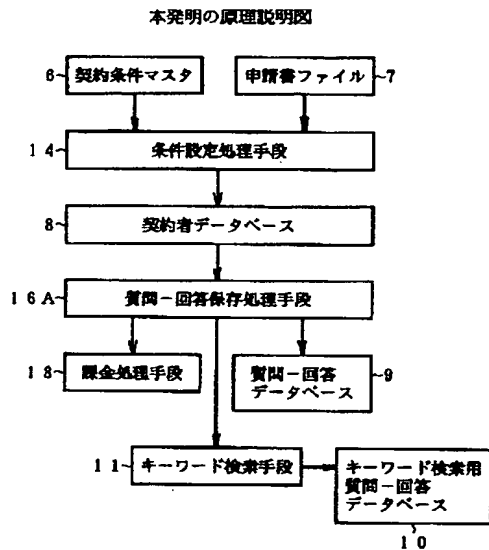 本発明の原理説明図
6 契約条件マスタ
申請書ファイル 7
14 条件設定処理手段
8 契約者データベース
16A 質問－回答保存処理手段
18 課金処理手段
質問－回答
データベース 9
11 キーワード検索手段
キーワード検索用
質問－回答
データベース
10